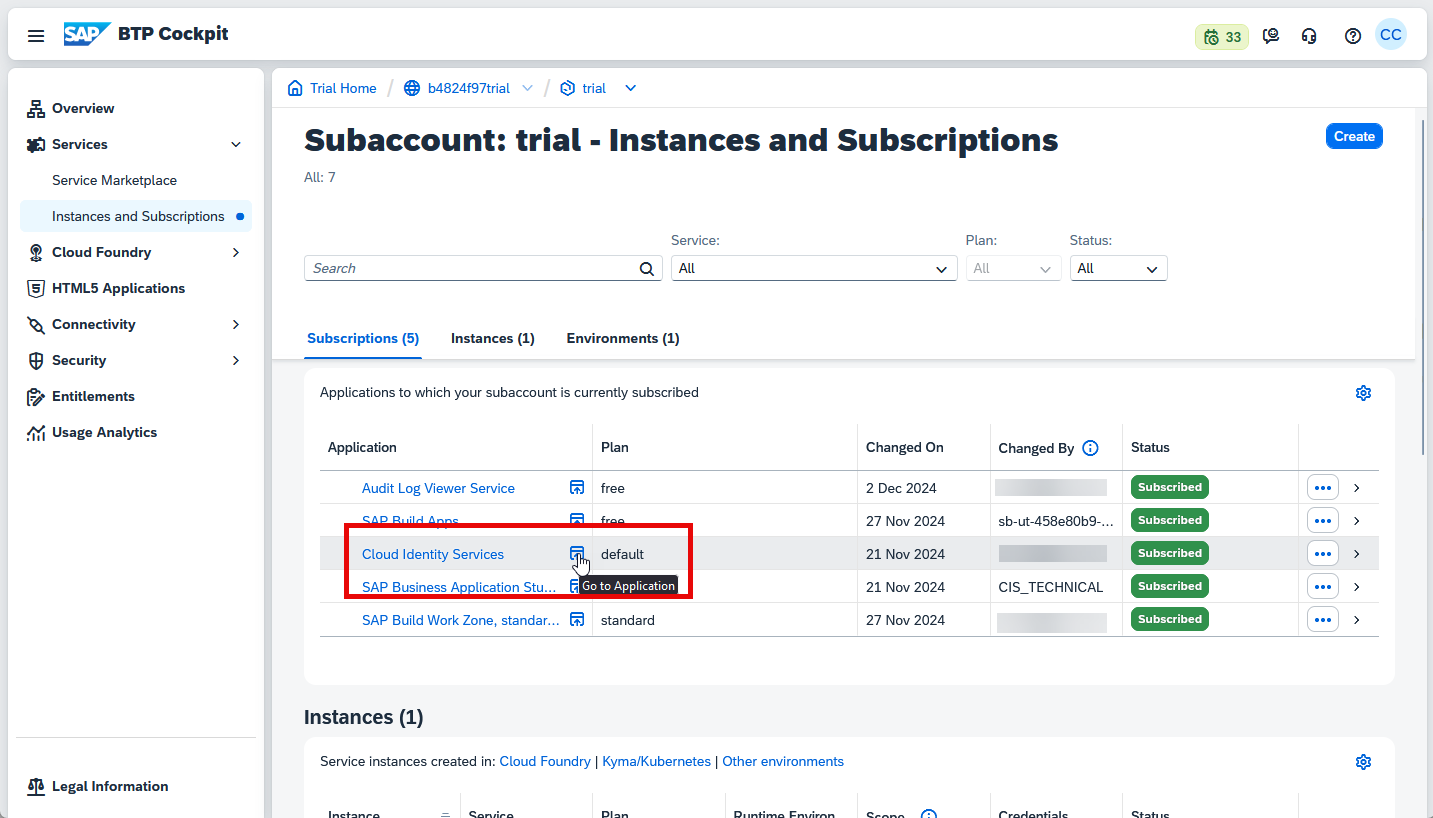 SAP BTP Cockpit
33
CC
Overview
Services
Service Marketplace
Instances and Subscriptions
Cloud Foundry
HTML5 Applications
Connectivity
Security
Entitlements
Usage Analytics
Legal Information
Trial Home / b4824f97trial / trial
Subaccount: trial - Instances and Subscriptions
Create
All: 7
Service: Plan: Status:
Search All All All
Subscriptions (5) Instances (1) Environments (1)
Applications to which your subaccount is currently subscribed
Application Plan Changed On Changed By Status
Audit Log Viewer Service free 2 Dec 2024 Subscribed
SAP Build Apps free 27 Nov 2024 sb-ut-458e80b9-... Subscribed
Cloud Identity Services default 21 Nov 2024 Subscribed
Go to Application
SAP Business Application Stu... 21 Nov 2024 CIS_TECHNICAL Subscribed
SAP Build Work Zone, standar... standard 27 Nov 2024 Subscribed
Instances (1)
Service instances created in: Cloud Foundry | Kyma/Kubernetes | Other environments
Instance Service Plan Runtime Environ Scope Credentials Status